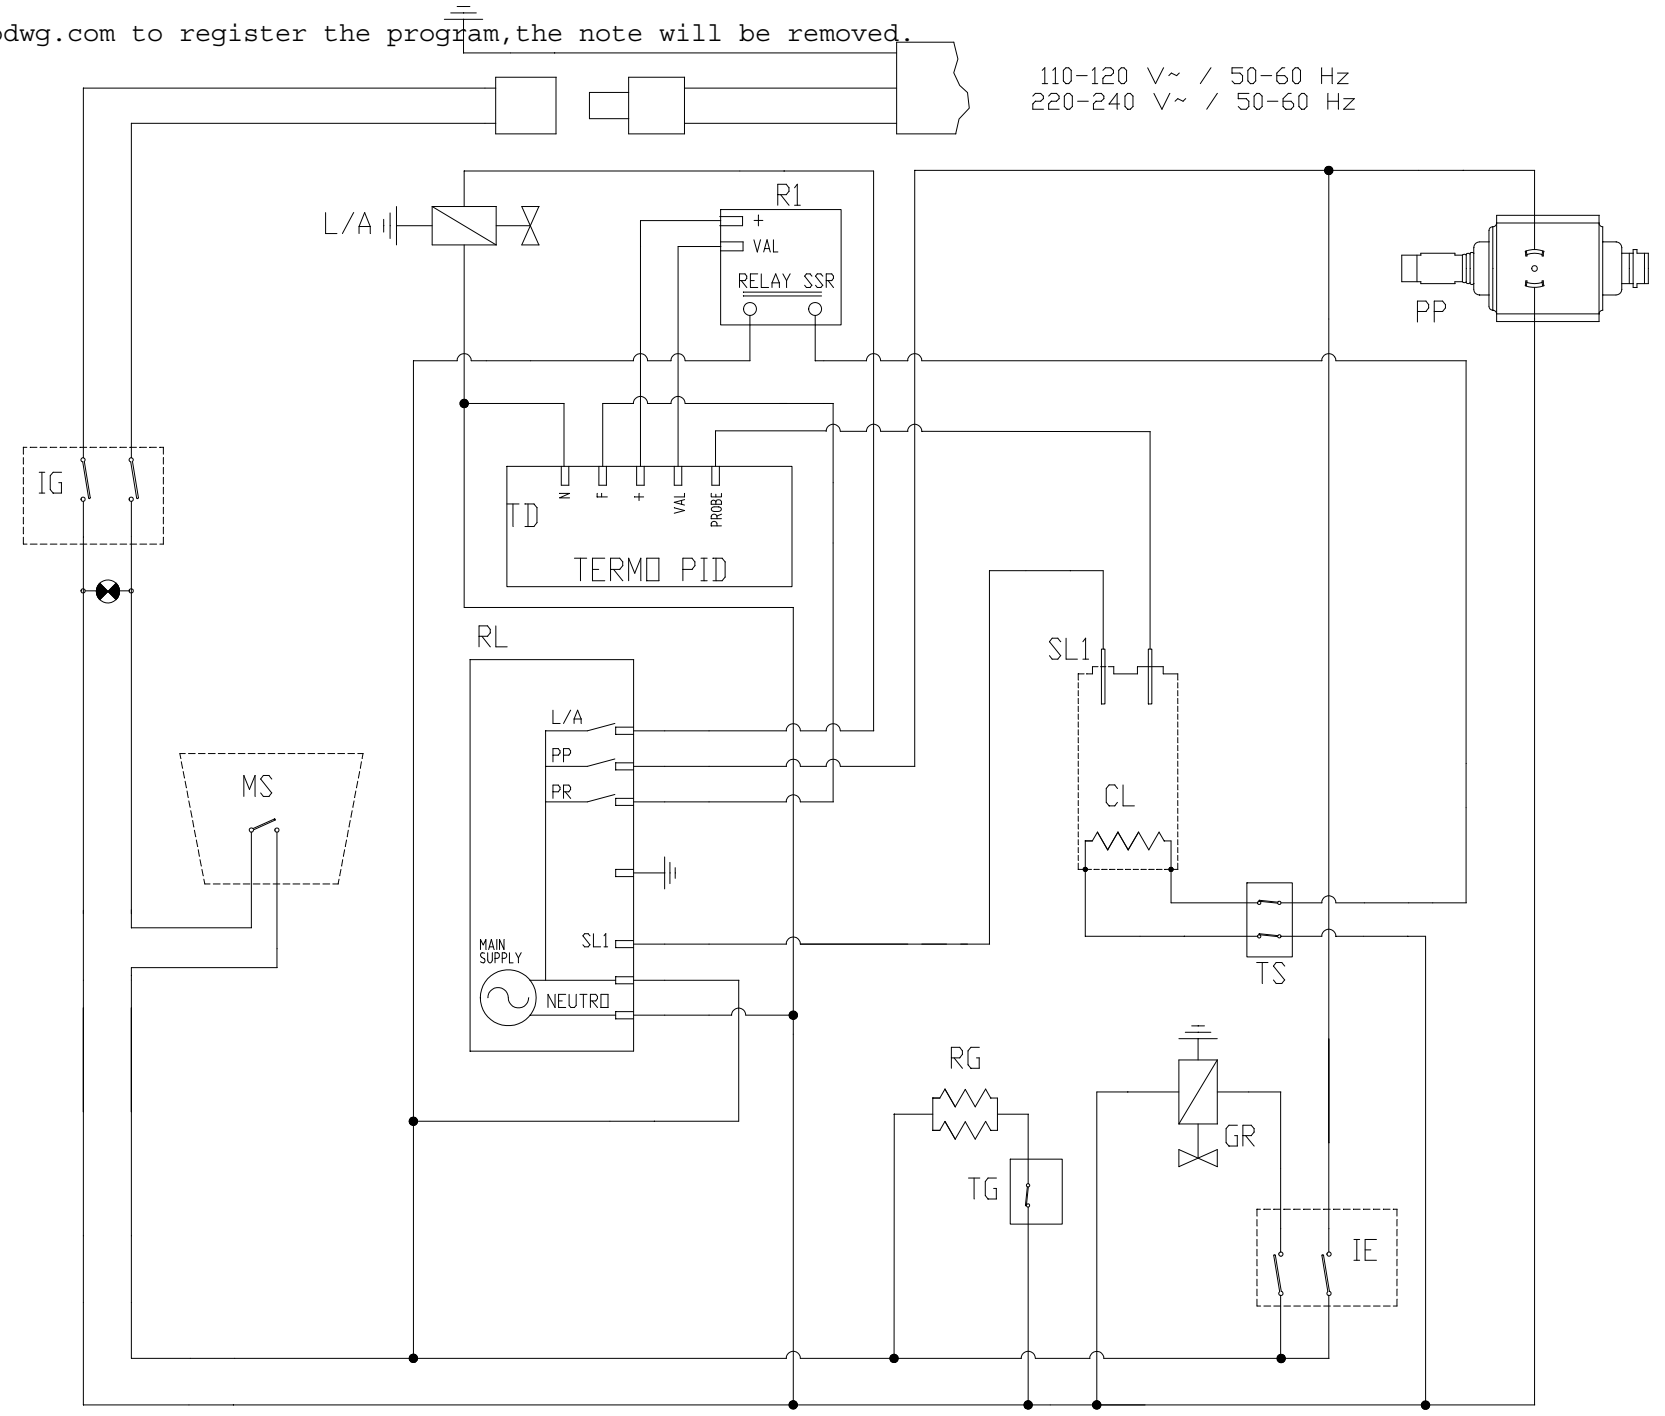 odwg.com to register the program,the note will be removed.
110-120 V~ / 50-60 Hz
220-240 V~ / 50-60 Hz
R1
L/A
+
VAL
RELAY SSR
PP
IG
N
F
+
VAL
PROBE
TD
TERMO PID
RL
SL1
L/A
PP
MS
PR
CL
SL1
MAIN
SUPPLY
TS
NEUTRO
RG
GR
TG
IE